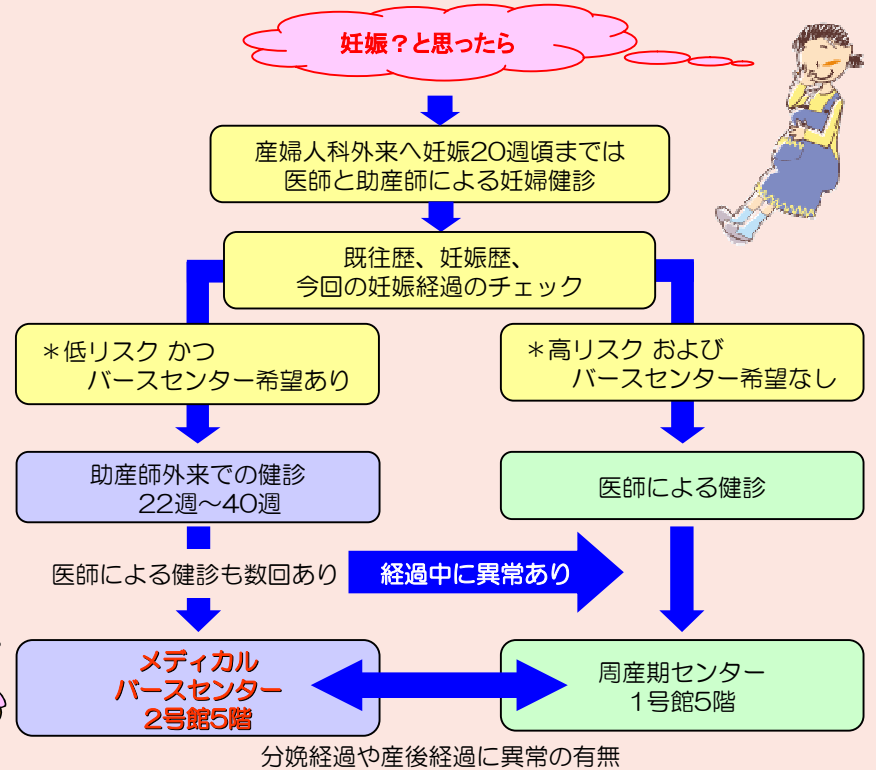 妊娠？と思ったら
産婦人科外来へ妊娠20週頃までは
医師と助産師による妊婦健診
既往歴、妊娠歴、
今回の妊娠経過のチェック
＊低リスク かつ
バースセンター希望あり
＊高リスク および
バースセンター希望なし
助産師外来での健診
22週～40週
医師による健診
医師による健診も数回あり
経過中に異常あり
メディカル
バースセンター
2号館5階
周産期センター
1号館5階
分娩経過や産後経過に異常の有無